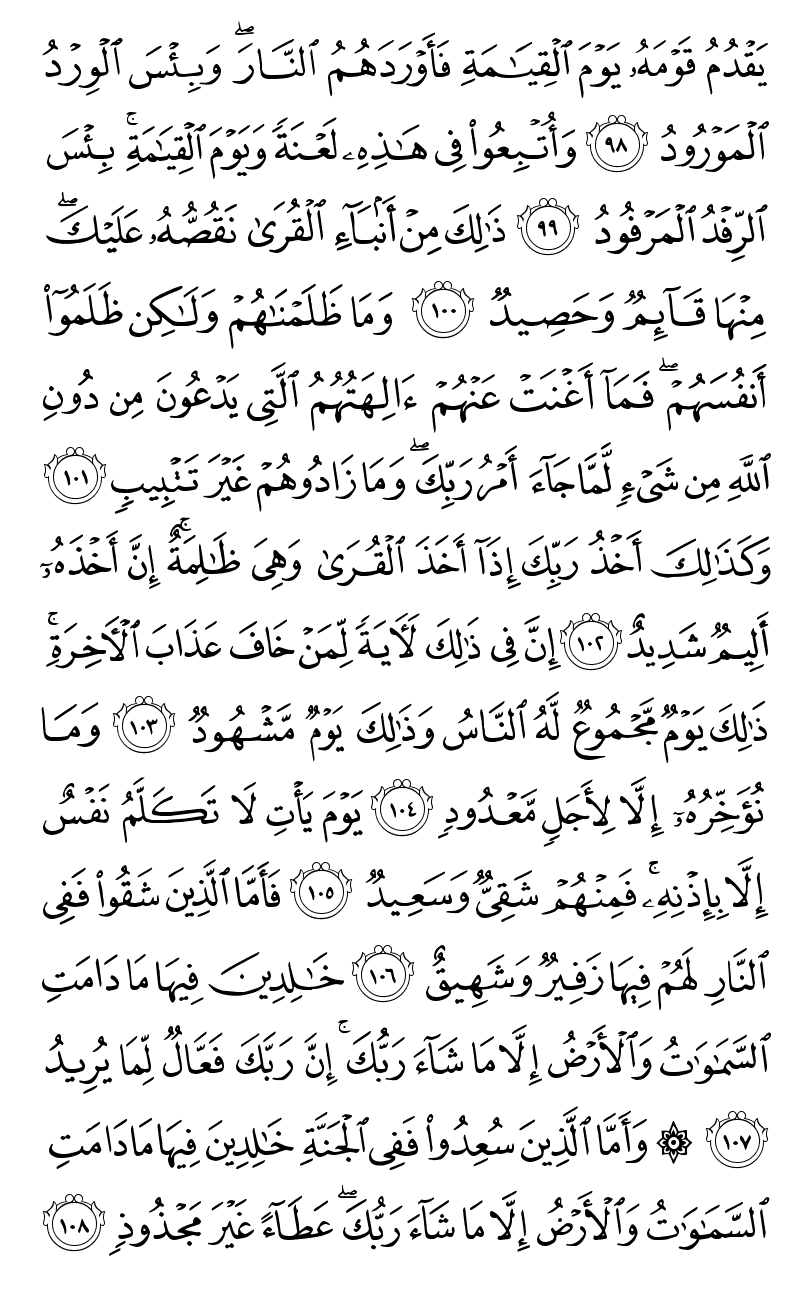 يَقْدُمُ قَوْمَهُۥ يَوْمَ ٱلْقِيَـٰمَةِ فَأَوْرَدَهُمُ ٱلنَّارَ ۖ وَبِئْسَ ٱلْوِرْدُ
ٱلْمَوْرُودُ ٩٨ وَأُتْبِعُوا۟ فِى هَـٰذِهِۦ لَعْنَةً وَيَوْمَ ٱلْقِيَـٰمَةِ ۚ بِئْسَ
ٱلرِّفْدُ ٱلْمَرْفُودُ ٩٩ ذَٰلِكَ مِنْ أَنۢبَآءِ ٱلْقُرَىٰ نَقُصُّهُۥ عَلَيْكَ ۖ
مِنْهَا قَآئِمٌ وَحَصِيدٌ ١٠٠ وَمَا ظَلَمْنَـٰهُمْ وَلَـٰكِن ظَلَمُوٓا۟
أَنفُسَهُمْ ۖ فَمَآ أَغْنَتْ عَنْهُمْ ءَالِهَتُهُمُ ٱلَّتِى يَدْعُونَ مِن دُونِ
ٱللَّهِ مِن شَىْءٍ لَّمَّا جَآءَ أَمْرُ رَبِّكَ ۖ وَمَا زَادُوهُمْ غَيْرَ تَتْبِيبٍ ١٠١
وَكَذَٰلِكَ أَخْذُ رَبِّكَ إِذَآ أَخَذَ ٱلْقُرَىٰ وَهِىَ ظَـٰلِمَةٌ ۚ إِنَّ أَخْذَهُۥٓ
أَلِيمٌ شَدِيدٌ ١٠٢ إِنَّ فِى ذَٰلِكَ لَـَٔايَةً لِّمَنْ خَافَ عَذَابَ ٱلْـَٔاخِرَةِ ۚ
ذَٰلِكَ يَوْمٌ مَّجْمُوعٌ لَّهُ ٱلنَّاسُ وَذَٰلِكَ يَوْمٌ مَّشْهُودٌ ١٠٣ وَمَا
نُؤَخِّرُهُۥٓ إِلَّا لِأَجَلٍ مَّعْدُودٍ ١٠٤ يَوْمَ يَأْتِ لَا تَكَلَّمُ نَفْسٌ
إِلَّا بِإِذْنِهِۦ ۚ فَمِنْهُمْ شَقِىٌّ وَسَعِيدٌ ١٠٥ فَأَمَّا ٱلَّذِينَ شَقُوا۟ فَفِى
ٱلنَّارِ لَهُمْ فِيهَا زَفِيرٌ وَشَهِيقٌ ١٠٦ خَـٰلِدِينَ فِيهَا مَا دَامَتِ
ٱلسَّمَـٰوَٰتُ وَٱلْأَرْضُ إِلَّا مَا شَآءَ رَبُّكَ ۚ إِنَّ رَبَّكَ فَعَّالٌ لِّمَا يُرِيدُ
١٠٧ ۞ وَأَمَّا ٱلَّذِينَ سُعِدُوا۟ فَفِى ٱلْجَنَّةِ خَـٰلِدِينَ فِيهَا مَا دَامَتِ
ٱلسَّمَـٰوَٰتُ وَٱلْأَرْضُ إِلَّا مَا شَآءَ رَبُّكَ ۖ عَطَآءً غَيْرَ مَجْذُوذٍ ١٠٨